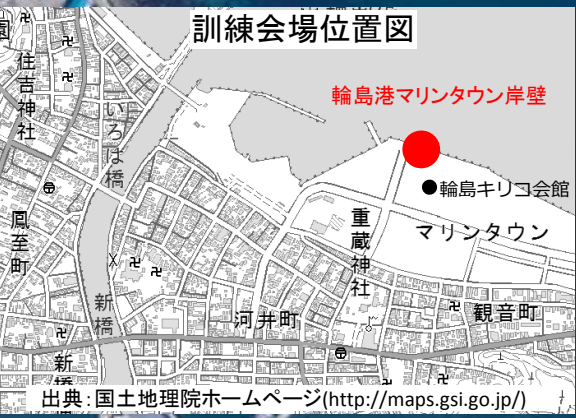 訓練会場位置図
園
住吉神社
いろは橋
輪島港マリンタウン岸壁
輪島キリコ会館
マリンタウン
重蔵神社
鳳至町
新橋
河井町
観音町
出典：国土地理院ホームページ(http://maps.gsi.go.jp/)